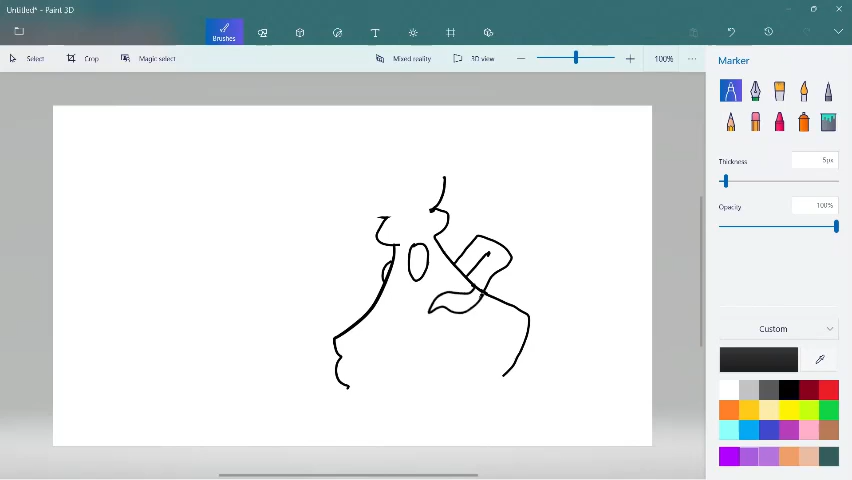 Untitled* - Paint 3D
Brushes
Select
Crop
Magic select
Mixed reality
3D view
100%
Marker
Thickness
5px
Opacity
100%
Custom